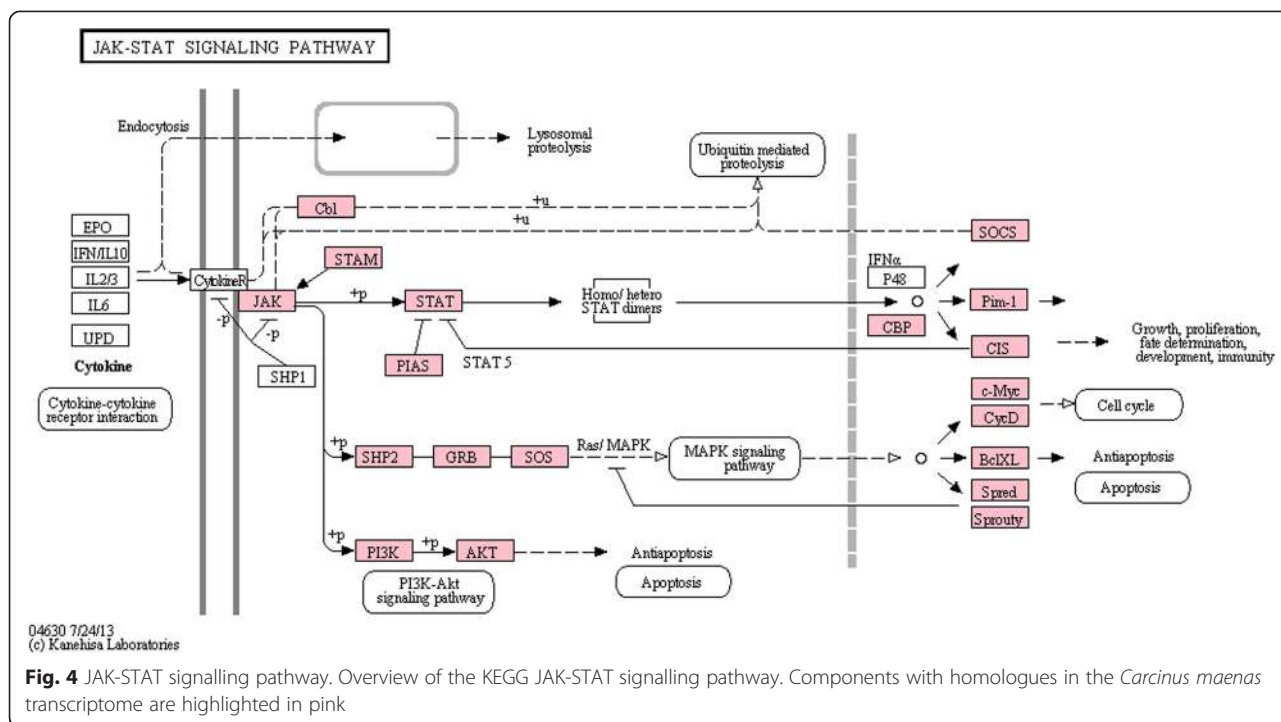 JAK-STAT SIGNALING PATHWAY
Endocytosis
Lysosomal
proteolysis
Ubiquitin mediated
proteolysis
+u
Cbl
+u
EPO
IFN/IL10
IL2/3
IL6
UPD
Cytokine
Cytokine-cytokine
receptor interaction
CytokineR
STAM
JAK
+p
STAT
Homo/ hetero
STAT dimers
IFNα
P48
CBP
SOCS
Pim-1
CIS
Growth, proliferation,
fate determination,
development, immunity
-p
-p
SHP1
PIAS
STAT 5
c-Myc
CycD
Cell cycle
+p
SHP2
GRB
SOS
Ras/ MAPK
MAPK signaling
pathway
BclXL
Antiapoptosis
Apoptosis
Spred
Sprouty
+p
PI3K
+p
AKT
Antiapoptosis
Apoptosis
PI3K-Akt
signaling pathway
04630 7/24/13
(c) Kanehisa Laboratories
Fig. 4 JAK-STAT signalling pathway. Overview of the KEGG JAK-STAT signalling pathway. Components with homologues in the Carcinus maenas
transcriptome are highlighted in pink